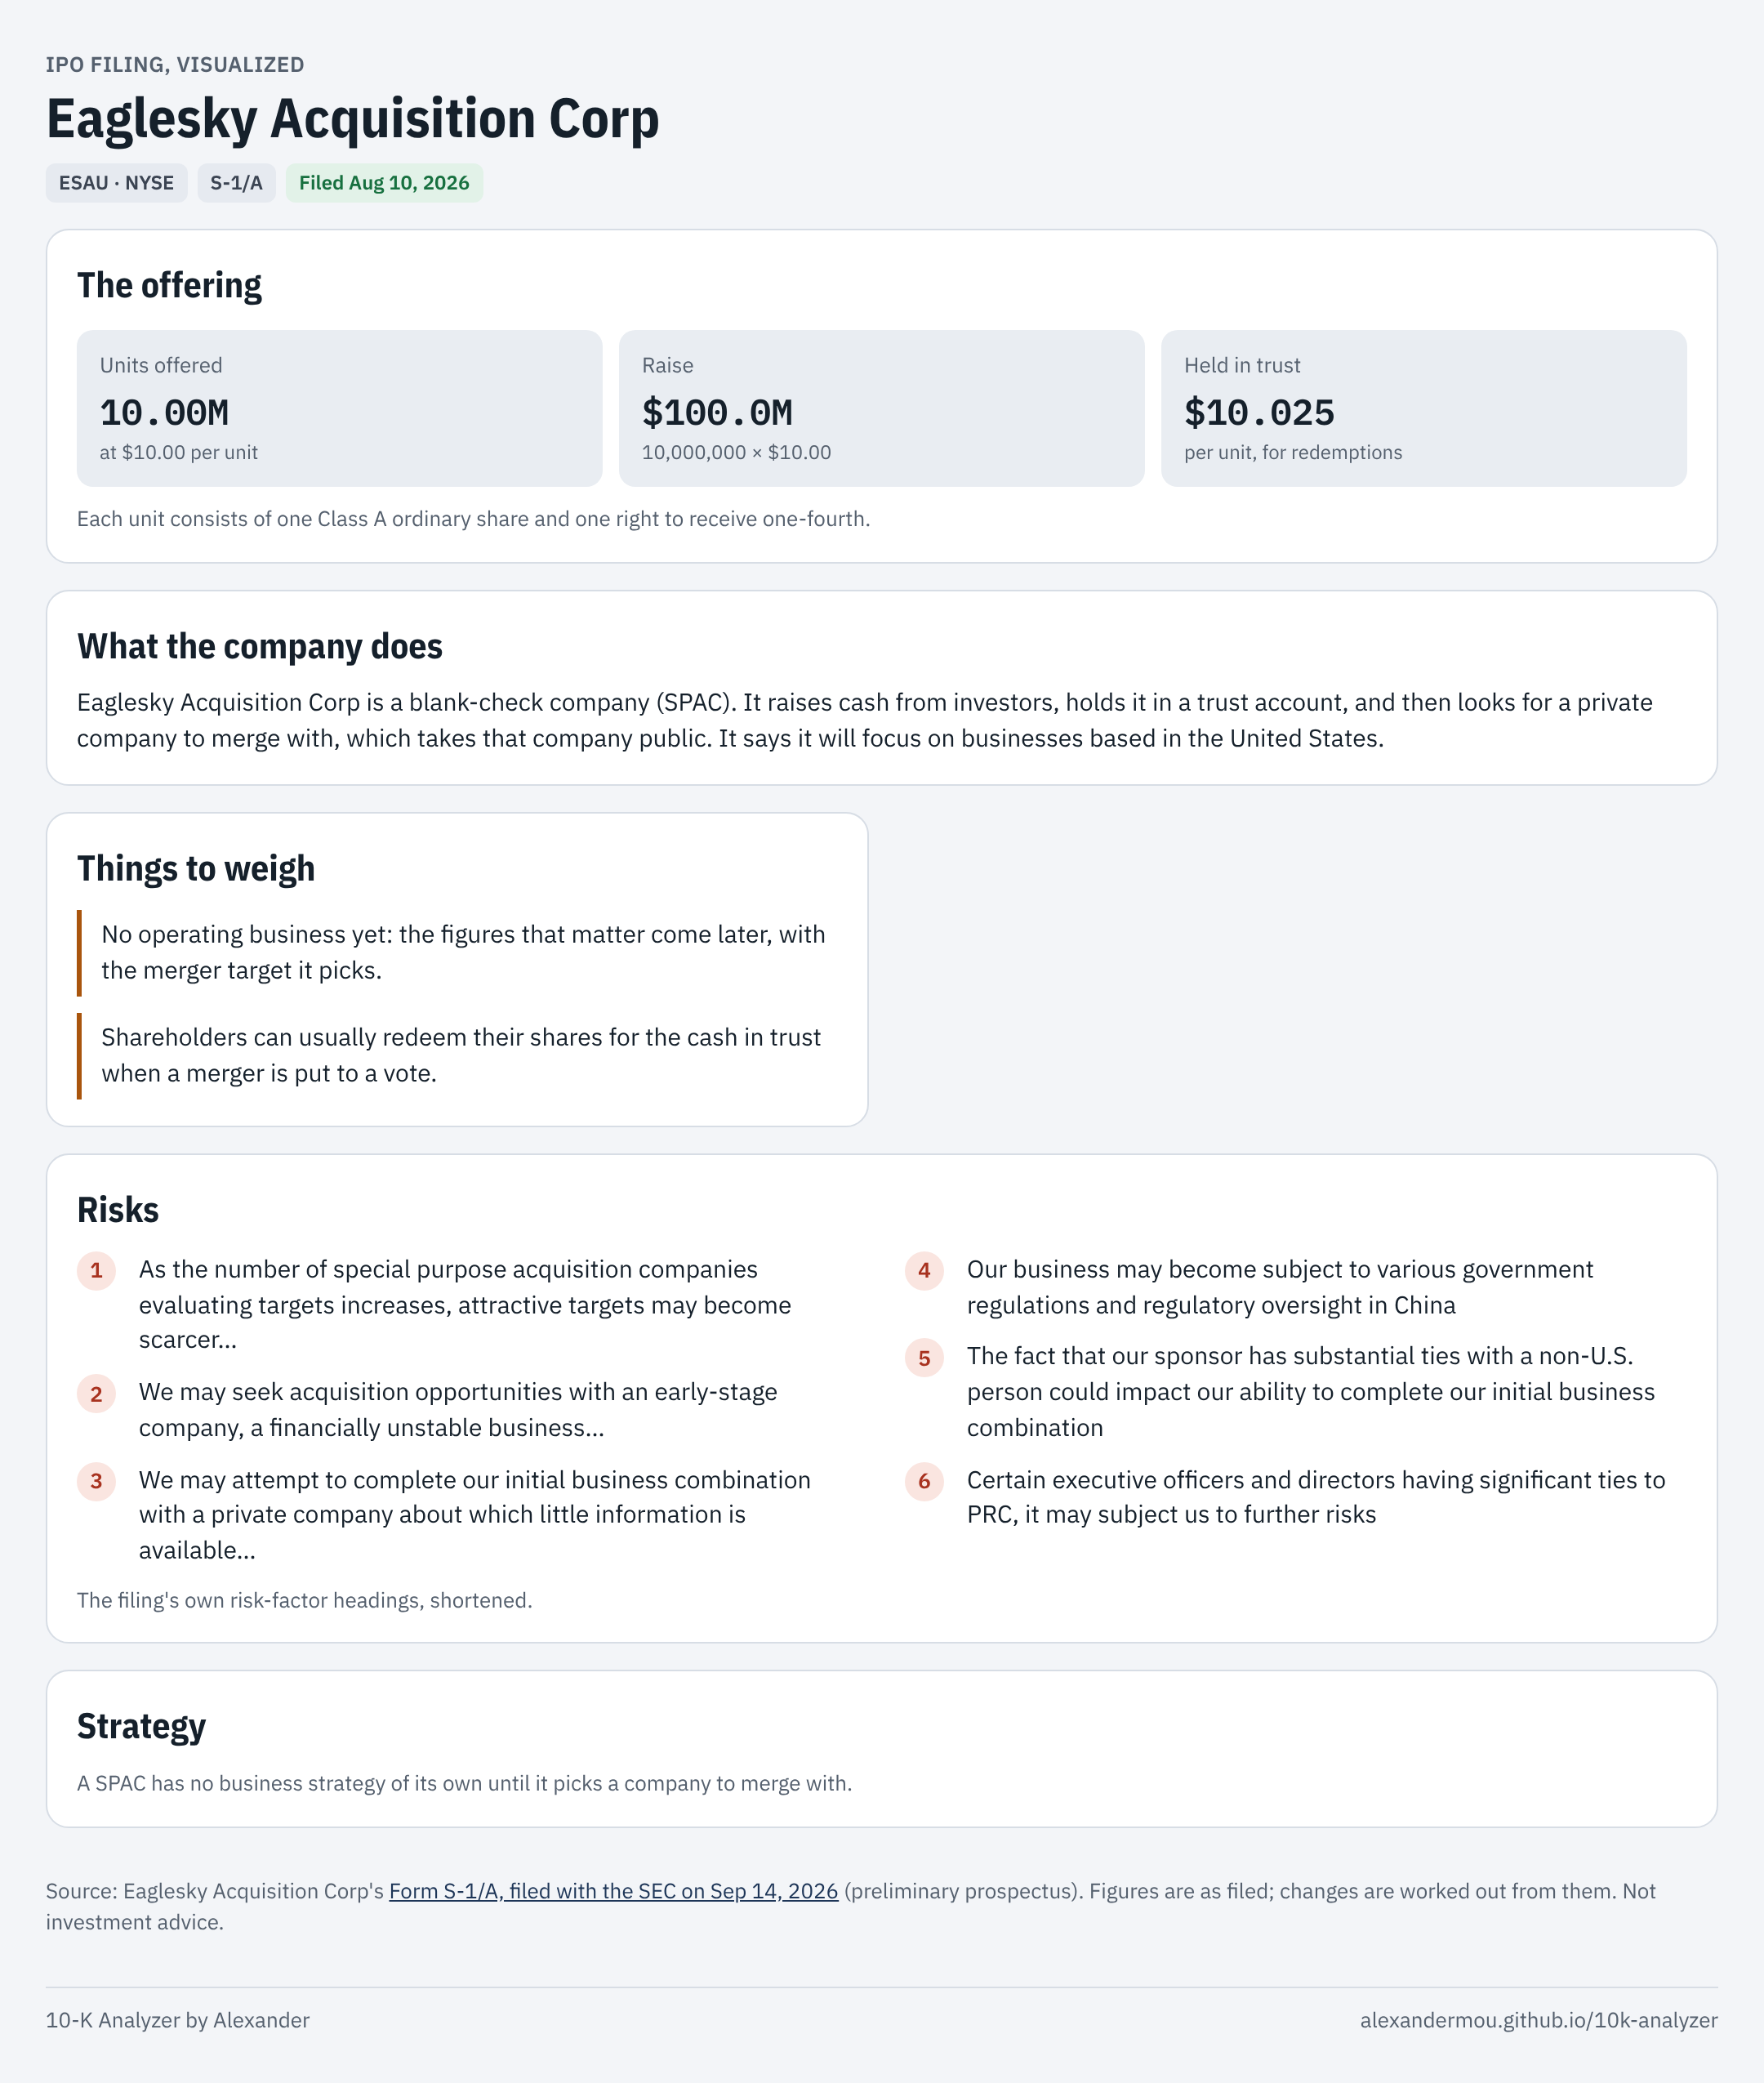 IPO FILING, VISUALIZED
Eaglesky Acquisition Corp
ESAU · NYSE
S-1/A
Filed Aug 10, 2026
The offering
Units offered
10.00M
at $10.00 per unit
Raise
$100.0M
10,000,000 × $10.00
Held in trust
$10.025
per unit, for redemptions
Each unit consists of one Class A ordinary share and one right to receive one-fourth.
What the company does
Eaglesky Acquisition Corp is a blank-check company (SPAC). It raises cash from investors, holds it in a trust account, and then looks for a private
company to merge with, which takes that company public. It says it will focus on businesses based in the United States.
Things to weigh
No operating business yet: the figures that matter come later, with
the merger target it picks.
Shareholders can usually redeem their shares for the cash in trust
when a merger is put to a vote.
Risks
1
As the number of special purpose acquisition companies
evaluating targets increases, attractive targets may become
scarcer...
2
We may seek acquisition opportunities with an early-stage
company, a financially unstable business...
3
We may attempt to complete our initial business combination
with a private company about which little information is
available...
4
Our business may become subject to various government
regulations and regulatory oversight in China
5
The fact that our sponsor has substantial ties with a non-U.S.
person could impact our ability to complete our initial business
combination
6
Certain executive officers and directors having significant ties to
PRC, it may subject us to further risks
The filing's own risk-factor headings, shortened.
Strategy
A SPAC has no business strategy of its own until it picks a company to merge with.
Source: Eaglesky Acquisition Corp's Form S-1/A, filed with the SEC on Sep 14, 2026 (preliminary prospectus). Figures are as filed; changes are worked out from them. Not
investment advice.
10-K Analyzer by Alexander
alexandermou.github.io/10k-analyzer